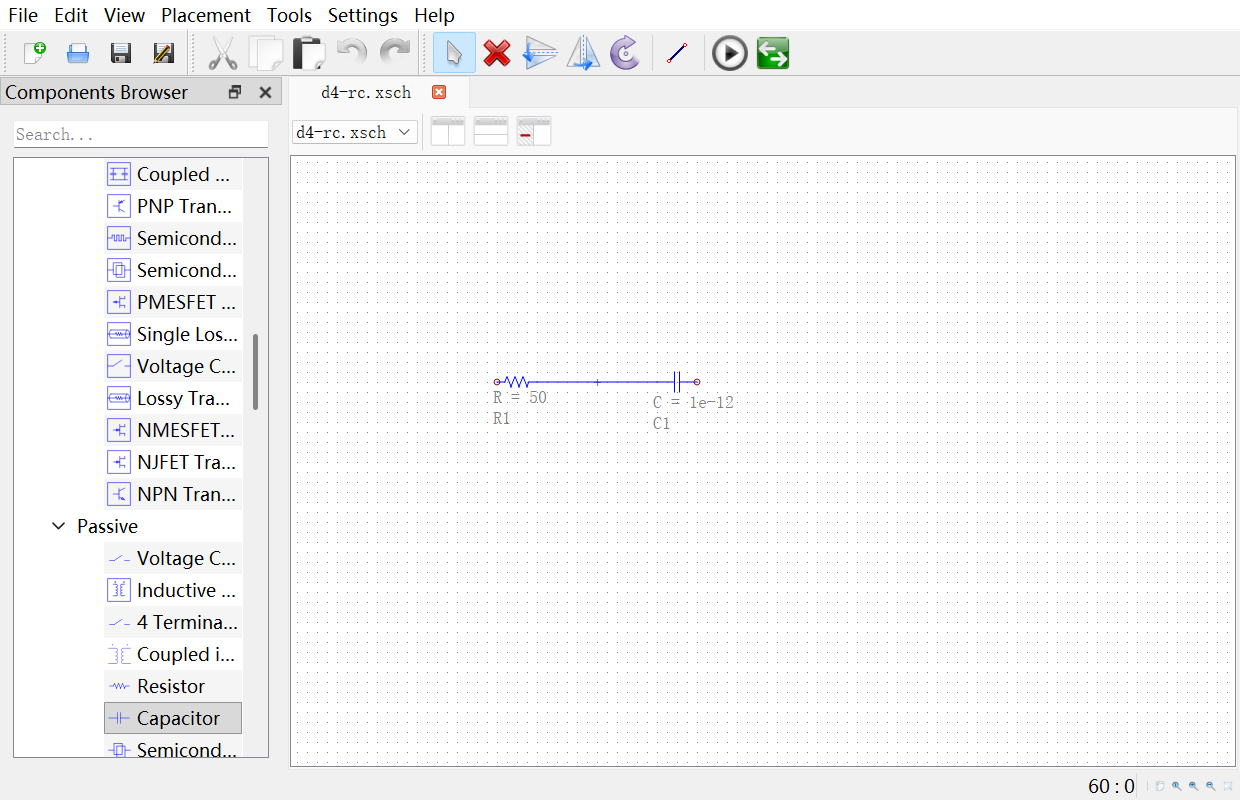 File Edit View Placement Tools Settings Help
Components Browser
d4-rc.xsch
Search...
d4-rc.xsch
Coupled ...
PNP Tran...
Semicond...
Semicond...
PMESFET ...
Single Los...
Voltage C...
Lossy Tra...
NMESFET...
NJFET Tra...
NPN Tran...
Passive
Voltage C...
Inductive ...
4 Termina...
Coupled i...
Resistor
Capacitor
Semicond...
R = 50
R1
C = 1e-12
C1
60 : 0